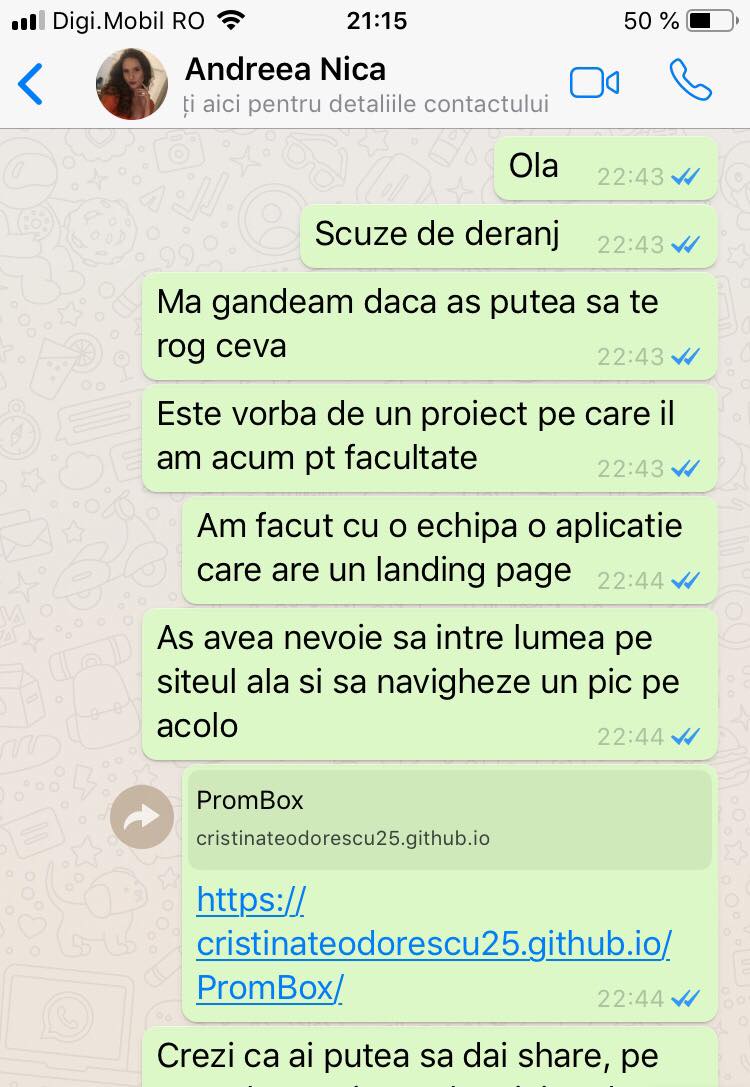 Digi.Mobil RO 21:15 50 %
Andreea Nica
ți aici pentru detaliile contactului
Ola 22:43
Scuze de deranj 22:43
Ma gandeam daca as putea sa te
rog ceva 22:43
Este vorba de un proiect pe care il
am acum pt facultate 22:43
Am facut cu o echipa o aplicatie
care are un landing page 22:44
As avea nevoie sa intre lumea pe
siteul ala si sa navigheze un pic pe
acolo 22:44
PromBox
cristinateodorescu25.github.io
https://
cristinateodorescu25.github.io/
PromBox/ 22:44
Crezi ca ai putea sa dai share, pe